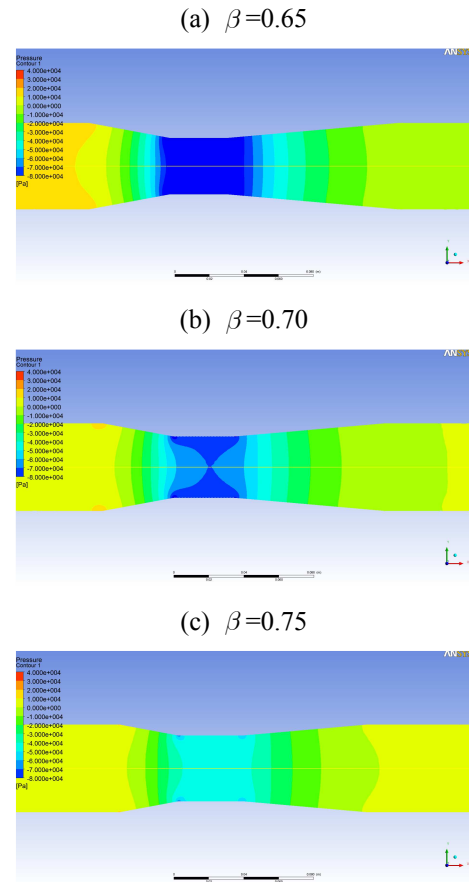 (a) β=0.65
ANSYS
Pressure
Contour 1
4.000e+004
3.000e+004
2.000e+004
1.000e+004
0.000e+000
-1.000e+004
-2.000e+004
-3.000e+004
-4.000e+004
-5.000e+004
-6.000e+004
-7.000e+004
-8.000e+004
[Pa]
(b) β=0.70
Pressure
Contour 1
4.000e+004
3.000e+004
2.000e+004
1.000e+004
0.000e+000
-1.000e+004
-2.000e+004
-3.000e+004
-4.000e+004
-5.000e+004
-6.000e+004
-7.000e+004
-8.000e+004
[Pa]
(c) β=0.75
Pressure
Contour 1
4.000e+004
3.000e+004
2.000e+004
1.000e+004
0.000e+000
-1.000e+004
-2.000e+004
-3.000e+004
-4.000e+004
-5.000e+004
-6.000e+004
-7.000e+004
-8.000e+004
[Pa]